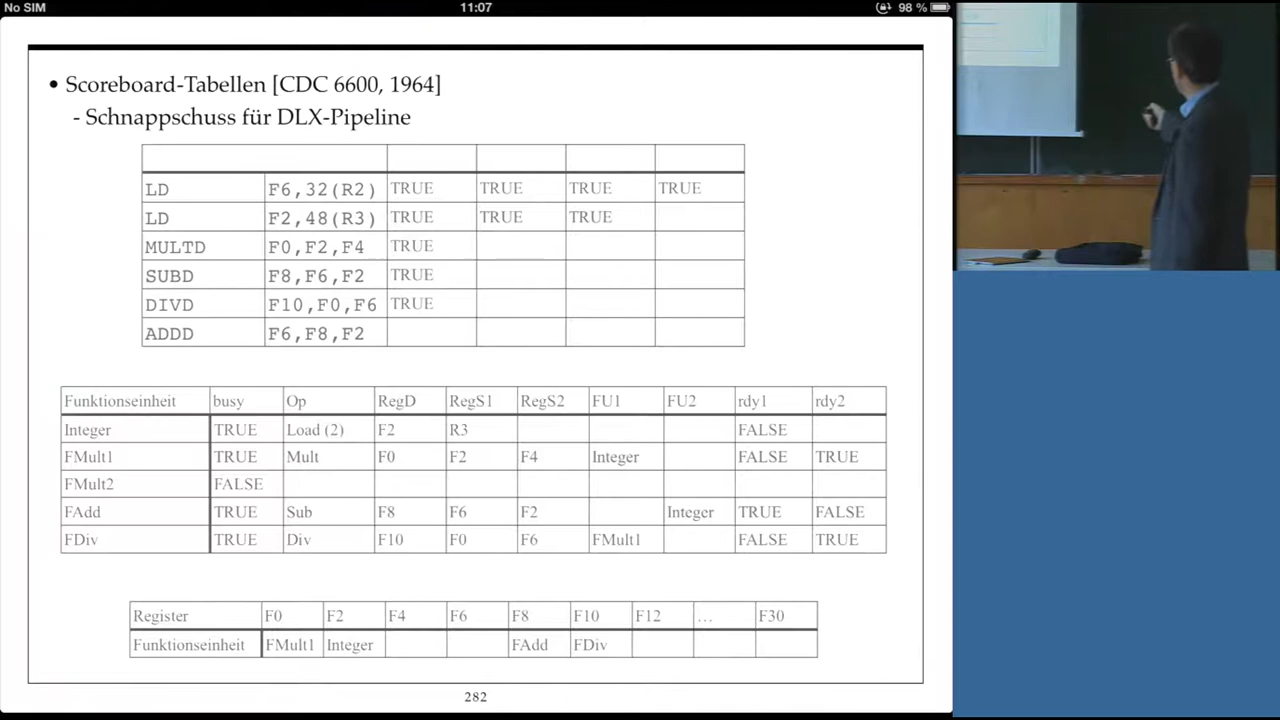 No SIM 11:07 98 %
• Scoreboard-Tabellen [CDC 6600, 1964]
- Schnappschuss für DLX-Pipeline
LD F6,32(R2) TRUE TRUE TRUE TRUE
LD F2,48(R3) TRUE TRUE TRUE
MULTD F0,F2,F4 TRUE
SUBD F8,F6,F2 TRUE
DIVD F10,F0,F6 TRUE
ADDD F6,F8,F2
Funktionseinheit busy Op RegD RegS1 RegS2 FU1 FU2 rdy1 rdy2
Integer TRUE Load (2) F2 R3 FALSE
FMult1 TRUE Mult F0 F2 F4 Integer FALSE TRUE
FMult2 FALSE
FAdd TRUE Sub F8 F6 F2 Integer TRUE FALSE
FDiv TRUE Div F10 F0 F6 FMult1 FALSE TRUE
Register F0 F2 F4 F6 F8 F10 F12 … F30
Funktionseinheit FMult1 Integer FAdd FDiv
282